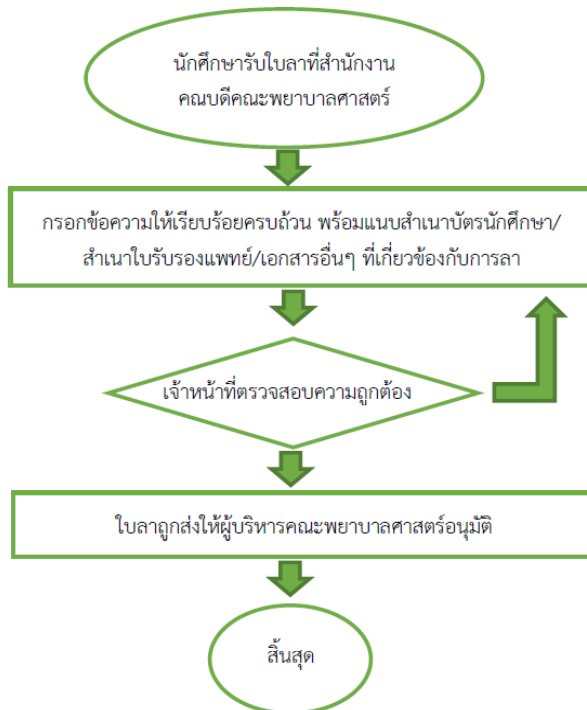 นักศึกษารับใบลาที่สำนักงาน
คณบดีคณะพยาบาลศาสตร์
กรอกข้อความให้เรียบร้อยครบถ้วน พร้อมแนบสำเนาบัตรนักศึกษา/
สำเนาใบรับรองแพทย์/เอกสารอื่นๆ ที่เกี่ยวข้องกับการลา
เจ้าหน้าที่ตรวจสอบความถูกต้อง
ใบลาถูกส่งให้ผู้บริหารคณะพยาบาลศาสตร์อนุมัติ
สิ้นสุด